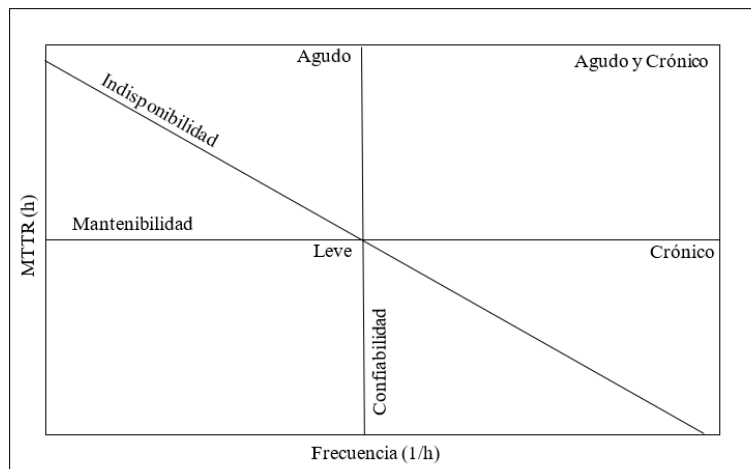 Agudo
Agudo y Crónico
Indisponibilidad
Mantenibilidad
Leve
Crónico
MTTR (h)
Confiabilidad
Frecuencia (1/h)